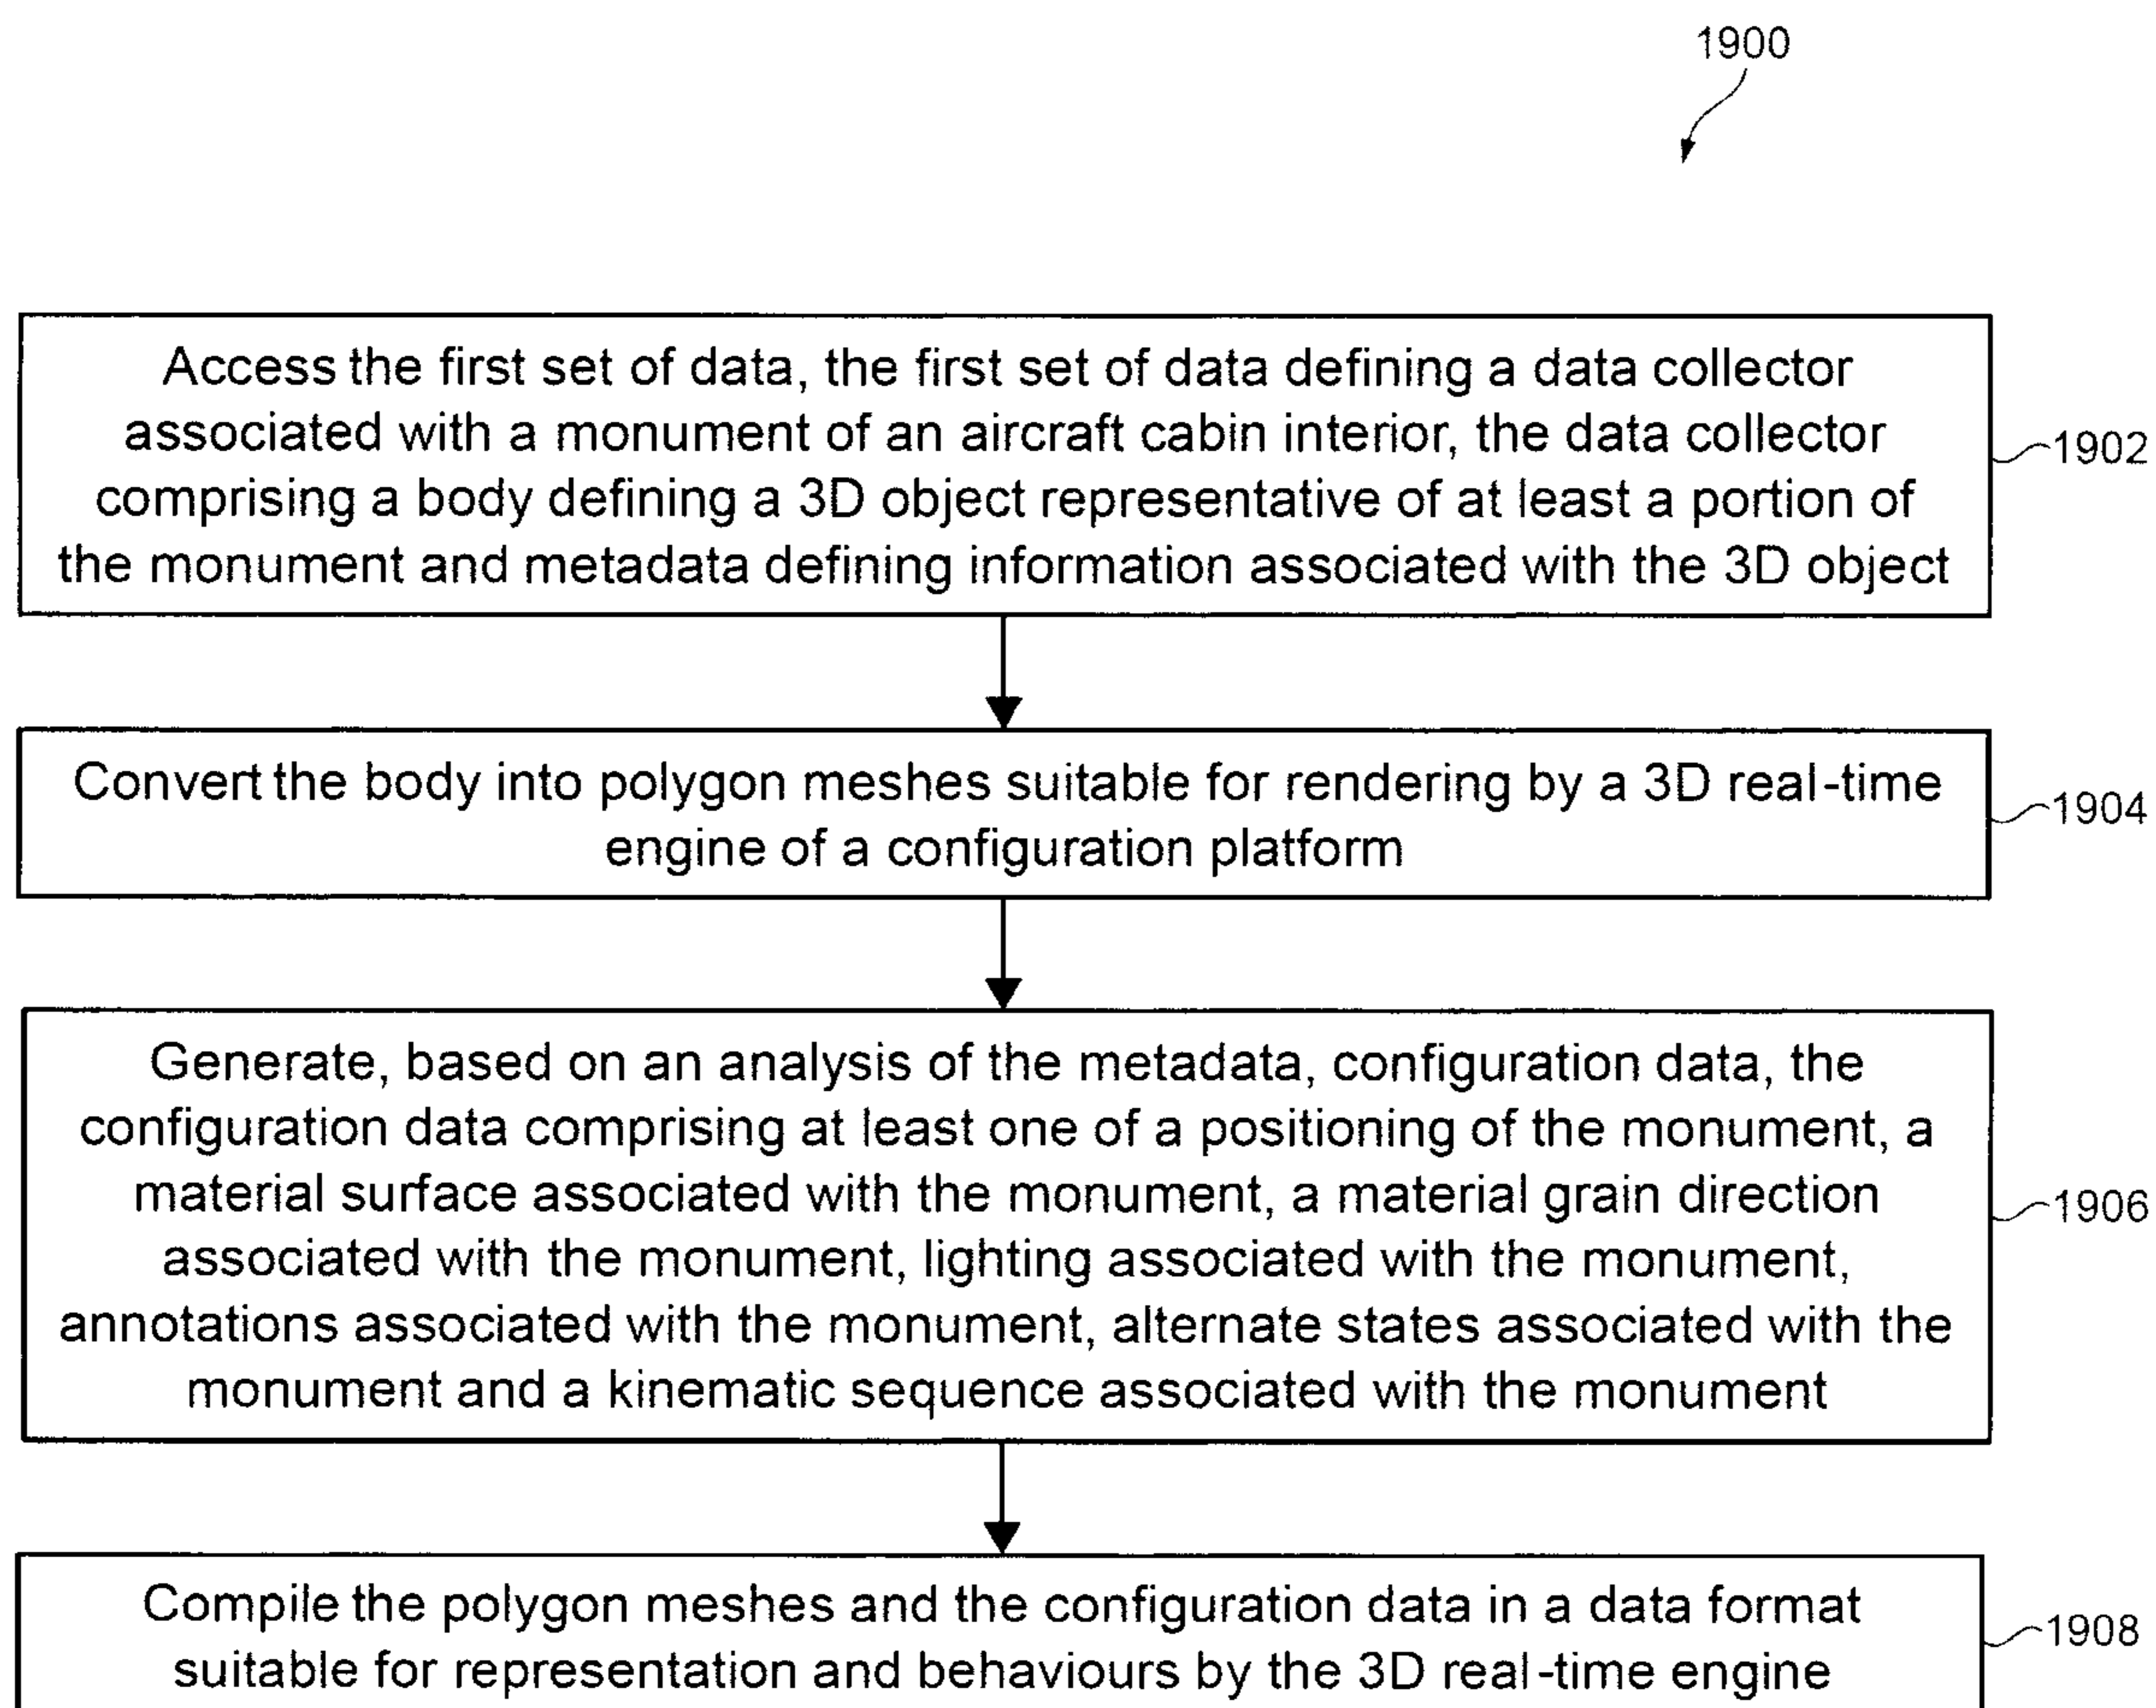 1900
Access the first set of data, the first set of data defining a data collector
associated with a monument of an aircraft cabin interior, the data collector
comprising a body defining a 3D object representative of at least a portion of
the monument and metadata defining information associated with the 3D object
1902
Convert the body into polygon meshes suitable for rendering by a 3D real-time
engine of a configuration platform
1904
Generate, based on an analysis of the metadata, configuration data, the
configuration data comprising at least one of a positioning of the monument, a
material surface associated with the monument, a material grain direction
associated with the monument, lighting associated with the monument,
annotations associated with the monument, alternate states associated with the
monument and a kinematic sequence associated with the monument
1906
Compile the polygon meshes and the configuration data in a data format
suitable for representation and behaviours by the 3D real-time engine
1908